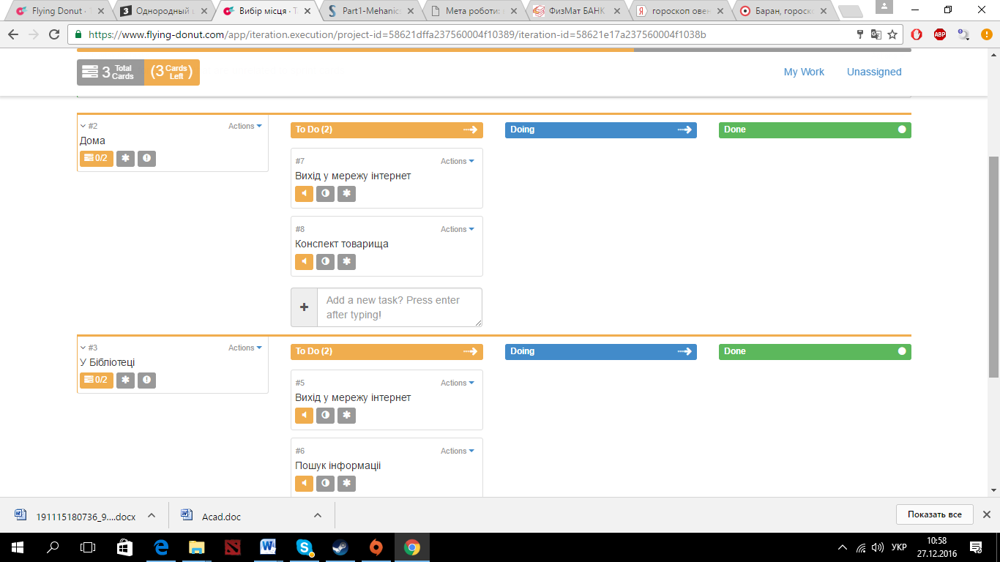 Flying Donut - T
Однородный ш
Вибір місця - Т
Part1-Mehanics
Мета роботи:
ФизМат БАНК
гороскоп овен
Баран, гороско
https://www.flying-donut.com/app/iteration.execution/project-id=58621dffa237560004f10389/iteration-id=58621e17a237560004f1038b
ABP
3 Total Cards
(3 Cards Left )
My Work
Unassigned
#2
Actions
Дома
0/2
To Do (2)
Doing
Done
#7
Actions
Вихід у мережу інтернет
#8
Actions
Конспект товарища
Add a new task? Press enter
after typing!
#3
Actions
У Бібліотеці
0/2
To Do (2)
Doing
Done
#5
Actions
Вихід у мережу інтернет
#6
Actions
Пошук інформації
191115180736_9....docx
Acad.doc
Показать все
УКР
10:58
27.12.2016